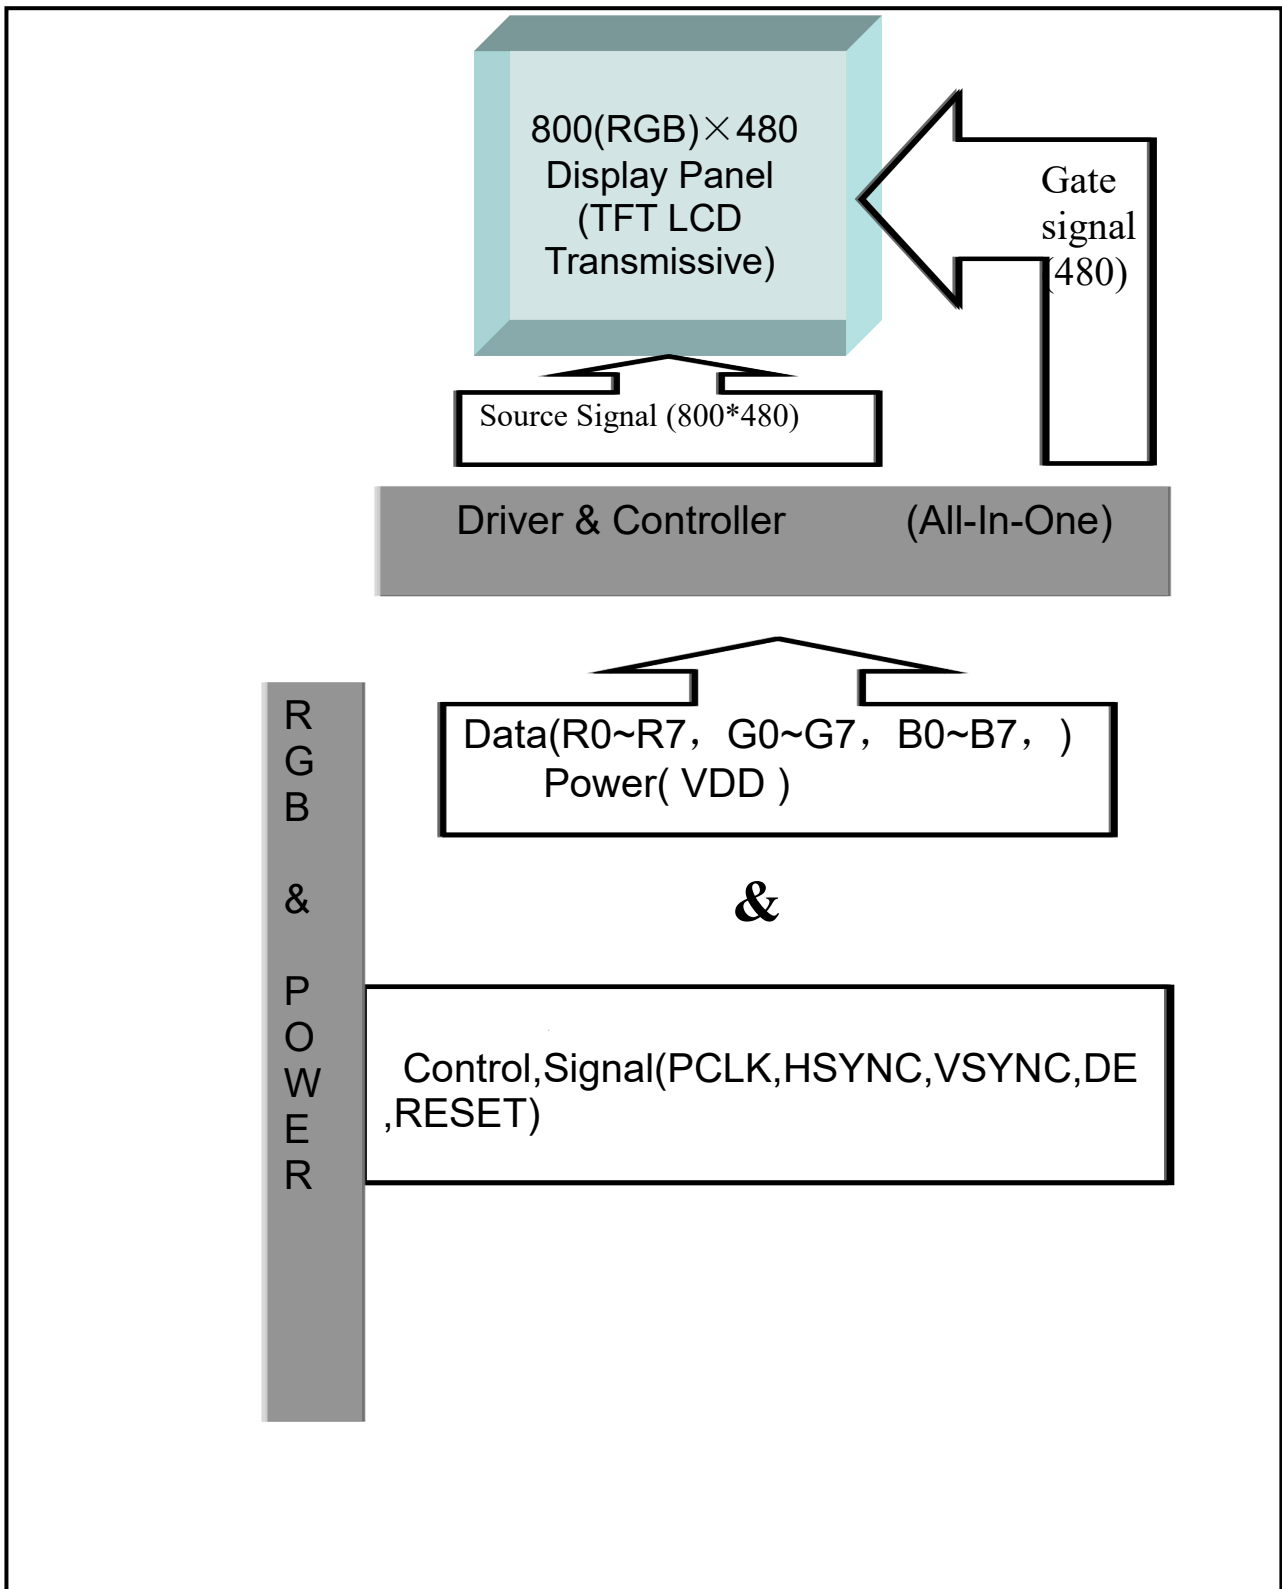 800(RGB)×480
Display Panel
(TFT LCD
Transmissive)
Gate
signal
(480)
Source Signal (800*480)
Driver & Controller (All-In-One)
R
G
B
&
P
O
W
E
R
Data(R0~R7，G0~G7，B0~B7，)
Power( VDD )
&
Control,Signal(PCLK,HSYNC,VSYNC,DE
,RESET)